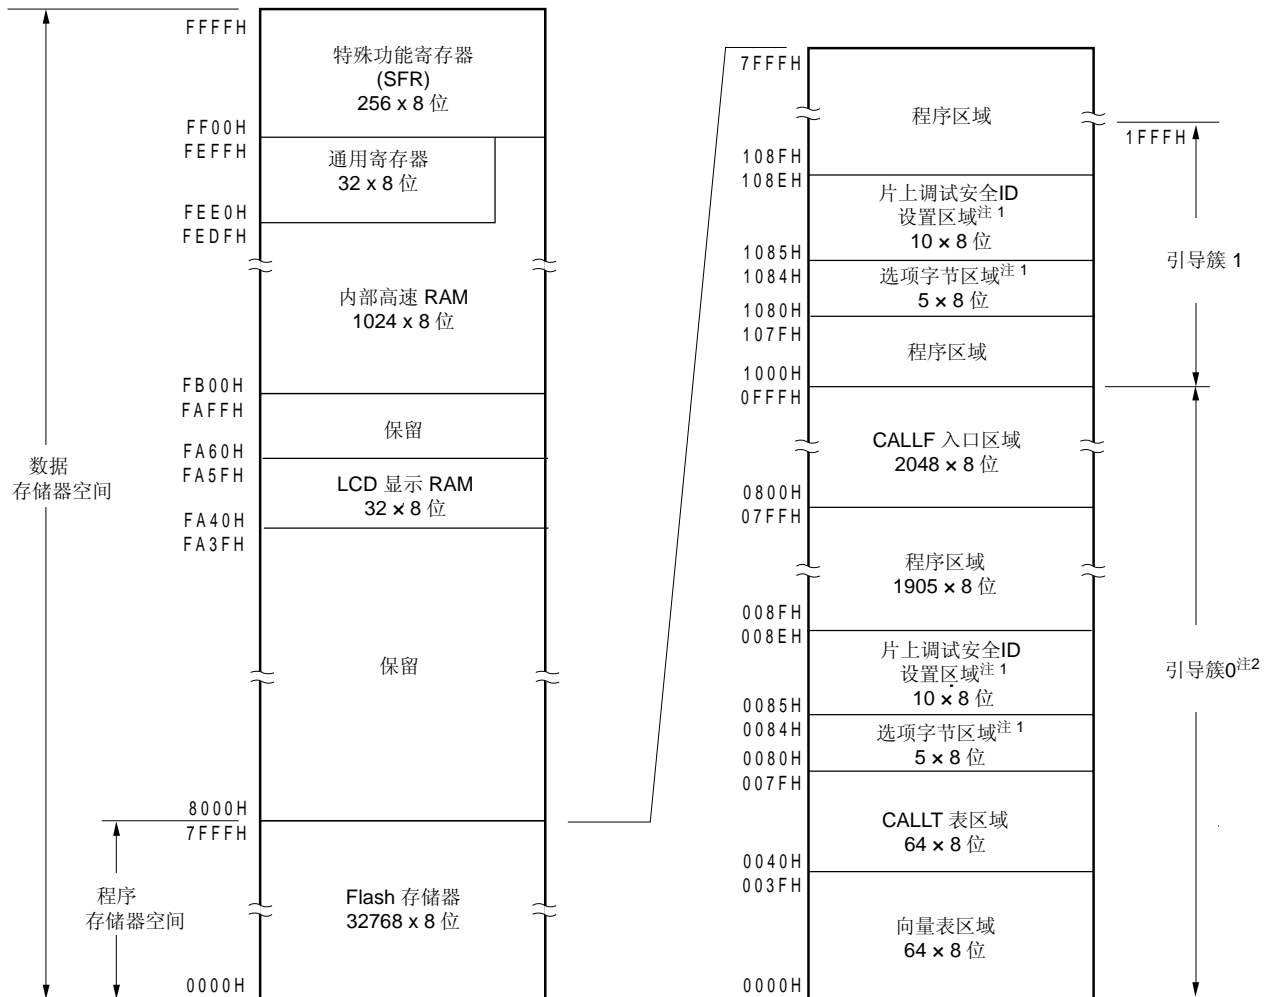 FFFFH
特殊功能寄存器
(SFR)
256 x 8 位
FF00H
FEFFH
通用寄存器
32 x 8 位
FEE0H
FEDFH
内部高速 RAM
1024 x 8 位
FB00H
FAFFH
保留
FA60H
FA5FH
LCD 显示 RAM
32 × 8 位
FA40H
FA3FH
数据
存储器空间
保留
8000H
7FFFH
程序
存储器空间
Flash 存储器
32768 x 8 位
0000H
7FFFH
程序区域
1FFFH
108FH
108EH
片上调试安全ID
设置区域注 1
10 × 8 位
1085H
1084H
选项字节区域注 1
5 × 8 位
1080H
107FH
程序区域
1000H
引导簇 1
0FFFH
CALLF 入口区域
2048 × 8 位
0800H
07FFH
程序区域
1905 × 8 位
008FH
008EH
片上调试安全ID
设置区域注 1
10 × 8 位
0085H
0084H
选项字节区域注 1
5 × 8 位
0080H
007FH
CALLT 表区域
64 × 8 位
0040H
003FH
向量表区域
64 × 8 位
0000H
引导簇0注2